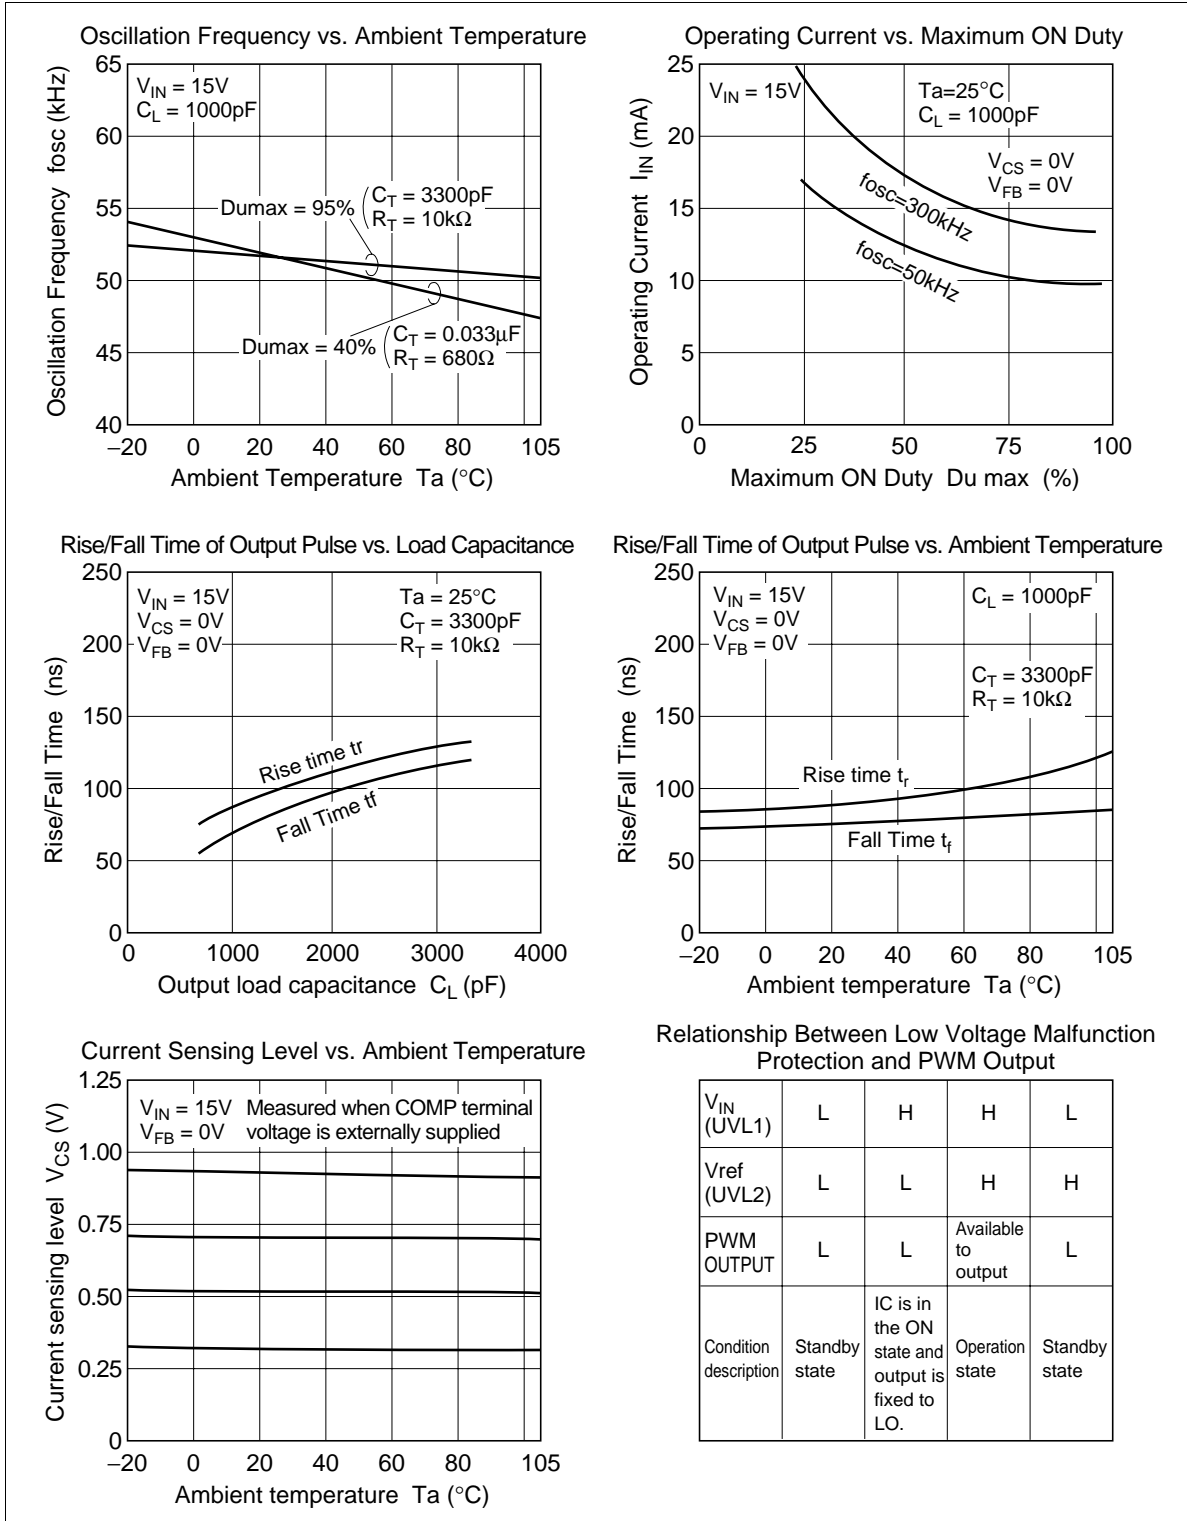 Oscillation Frequency vs. Ambient Temperature
65
60
55
50
45
40
Oscillation Frequency fosc (kHz)
VIN = 15V
CL = 1000pF
Dumax = 95%
CT = 3300pF
RT = 10kΩ
Dumax = 40%
CT = 0.033μF
RT = 680Ω
−20 0 20 40 60 80 105
Ambient Temperature Ta (°C)
Operating Current vs. Maximum ON Duty
25
20
15
10
5
0
Operating Current IIN (mA)
VIN = 15V
Ta=25°C
CL = 1000pF
VCS = 0V
VFB = 0V
fosc=300kHz
fosc=50kHz
0 25 50 75 100
Maximum ON Duty Du max (%)
Rise/Fall Time of Output Pulse vs. Load Capacitance
250
200
150
100
50
0
Rise/Fall Time (ns)
VIN = 15V
VCS = 0V
VFB = 0V
Ta = 25°C
CT = 3300pF
RT = 10kΩ
Rise time tr
Fall Time tf
0 1000 2000 3000 4000
Output load capacitance CL (pF)
Rise/Fall Time of Output Pulse vs. Ambient Temperature
250
200
150
100
50
0
Rise/Fall Time (ns)
VIN = 15V
VCS = 0V
VFB = 0V
CL = 1000pF
CT = 3300pF
RT = 10kΩ
Rise time tr
Fall Time tf
−20 0 20 40 60 80 105
Ambient temperature Ta (°C)
Current Sensing Level vs. Ambient Temperature
1.25
1.00
0.75
0.50
0.25
0
Current sensing level VCS (V)
VIN = 15V Measured when COMP terminal
VFB = 0V voltage is externally supplied
−20 0 20 40 60 80 105
Ambient temperature Ta (°C)
Relationship Between Low Voltage Malfunction
Protection and PWM Output
VIN
(UVL1)
L H H L
Vref
(UVL2)
L L H H
PWM
OUTPUT
L L
Available
to
output
L
Condition
description
Standby
state
IC is in
the ON
state and
output is
fixed to
LO.
Operation
state
Standby
state